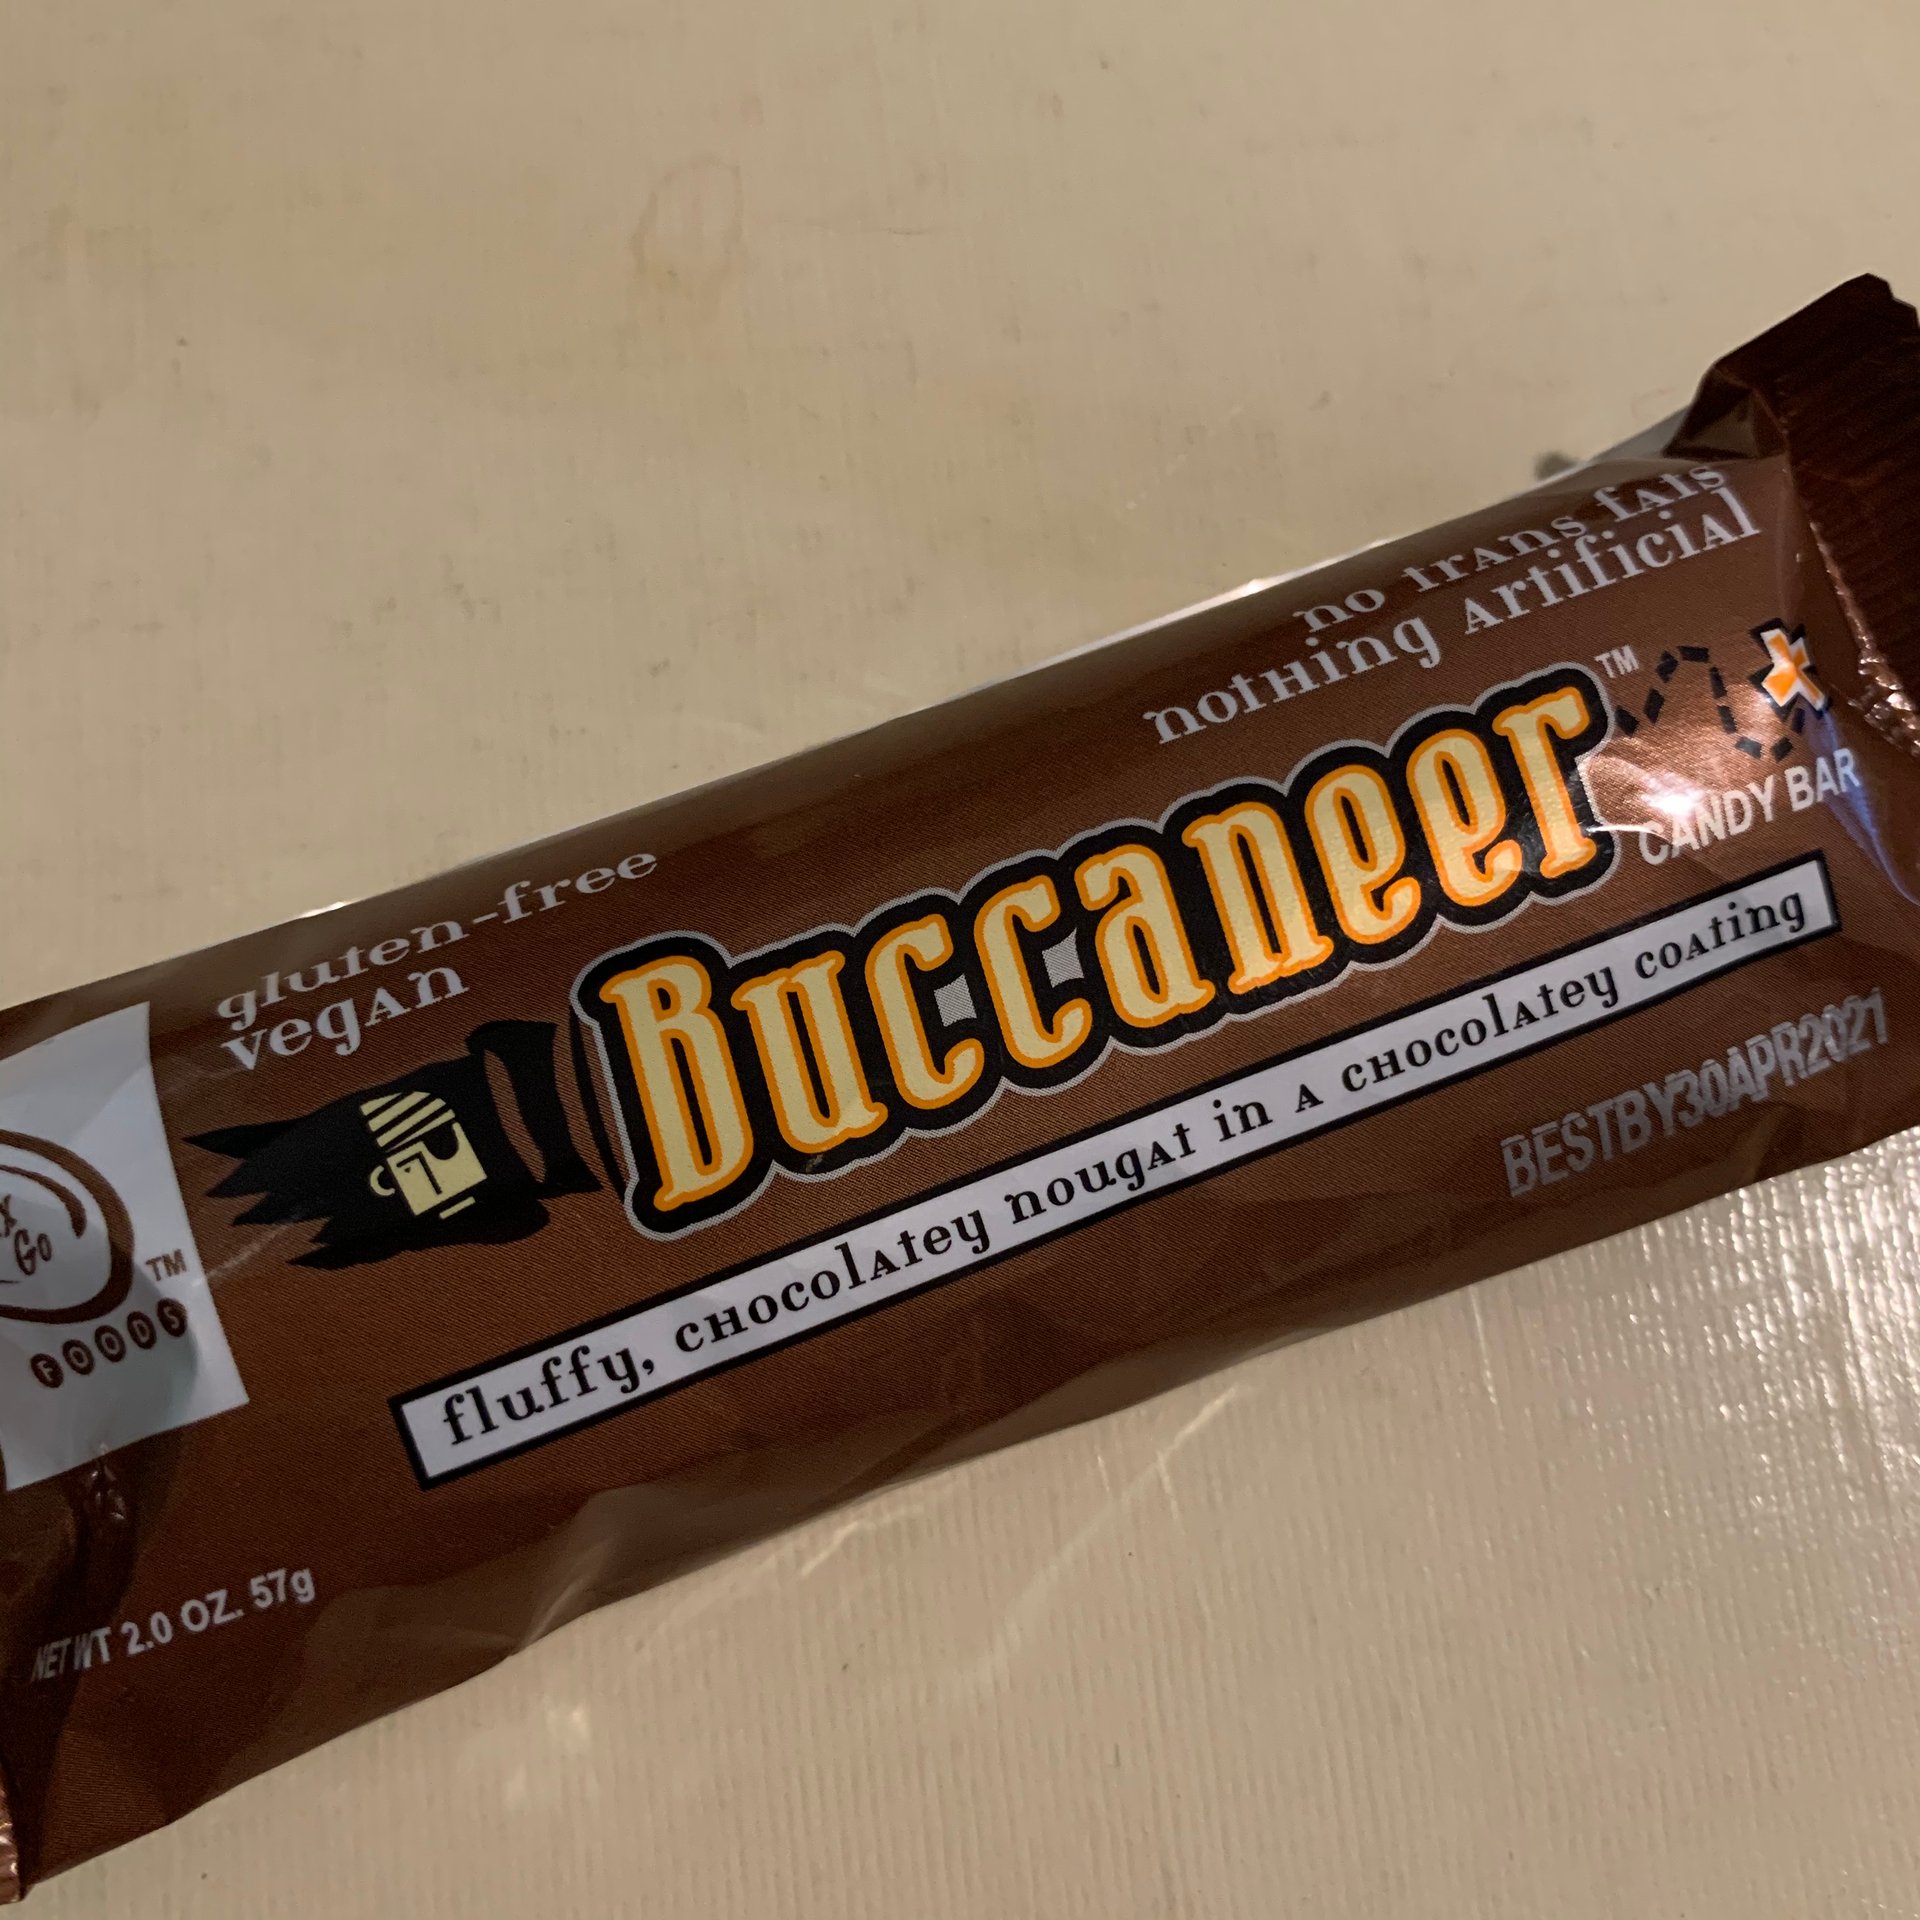 gluten-free
vegan
no trans fats
nothing artificial
Buccaneer™
CANDY BAR
fluffy, chocolatey nougat in a chocolatey coating
BESTBY30APR2021
Go
™
FOODS
NET WT 2.0 OZ. 57g